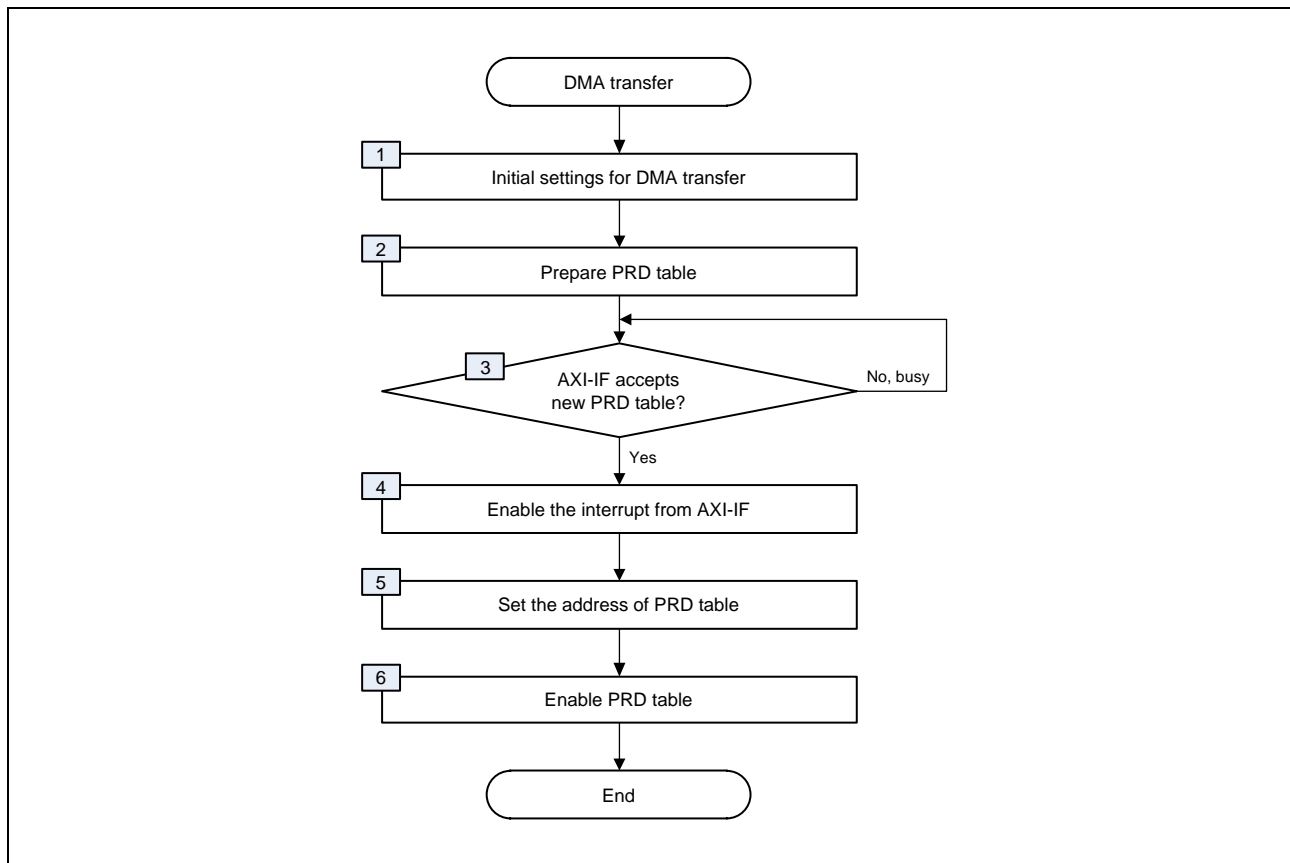 DMA transfer
1
Initial settings for DMA transfer
2
Prepare PRD table
3
AXI-IF accepts
new PRD table?
No, busy
Yes
4
Enable the interrupt from AXI-IF
5
Set the address of PRD table
6
Enable PRD table
End